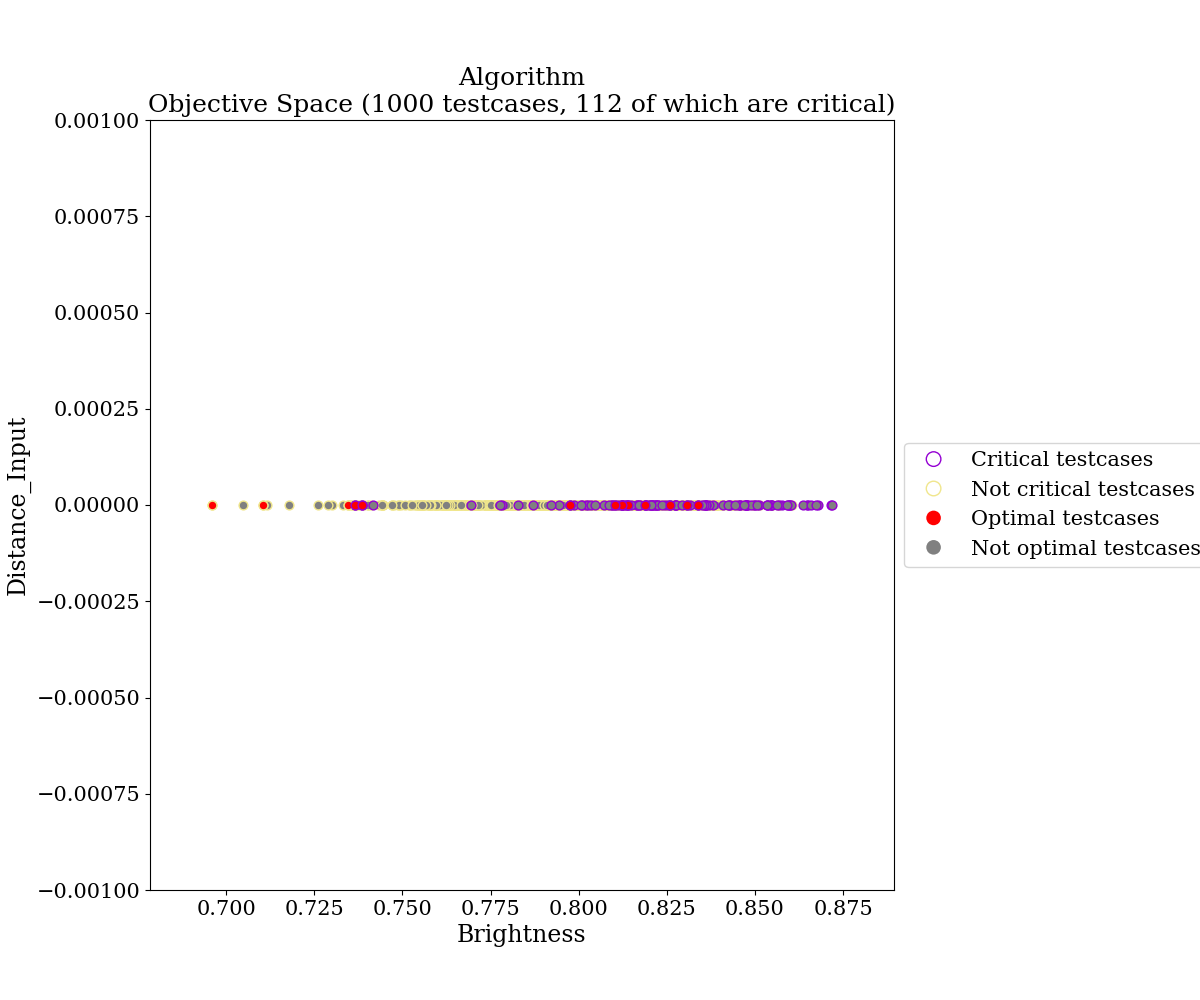 Algorithm
Objective Space (1000 testcases, 112 of which are critical)
0.00100
0.00075
0.00050
0.00025
0.00000
−0.00025
−0.00050
−0.00075
−0.00100
Distance_Input
0.700 0.725 0.750 0.775 0.800 0.825 0.850 0.875
Brightness
Critical testcases
Not critical testcases
Optimal testcases
Not optimal testcases